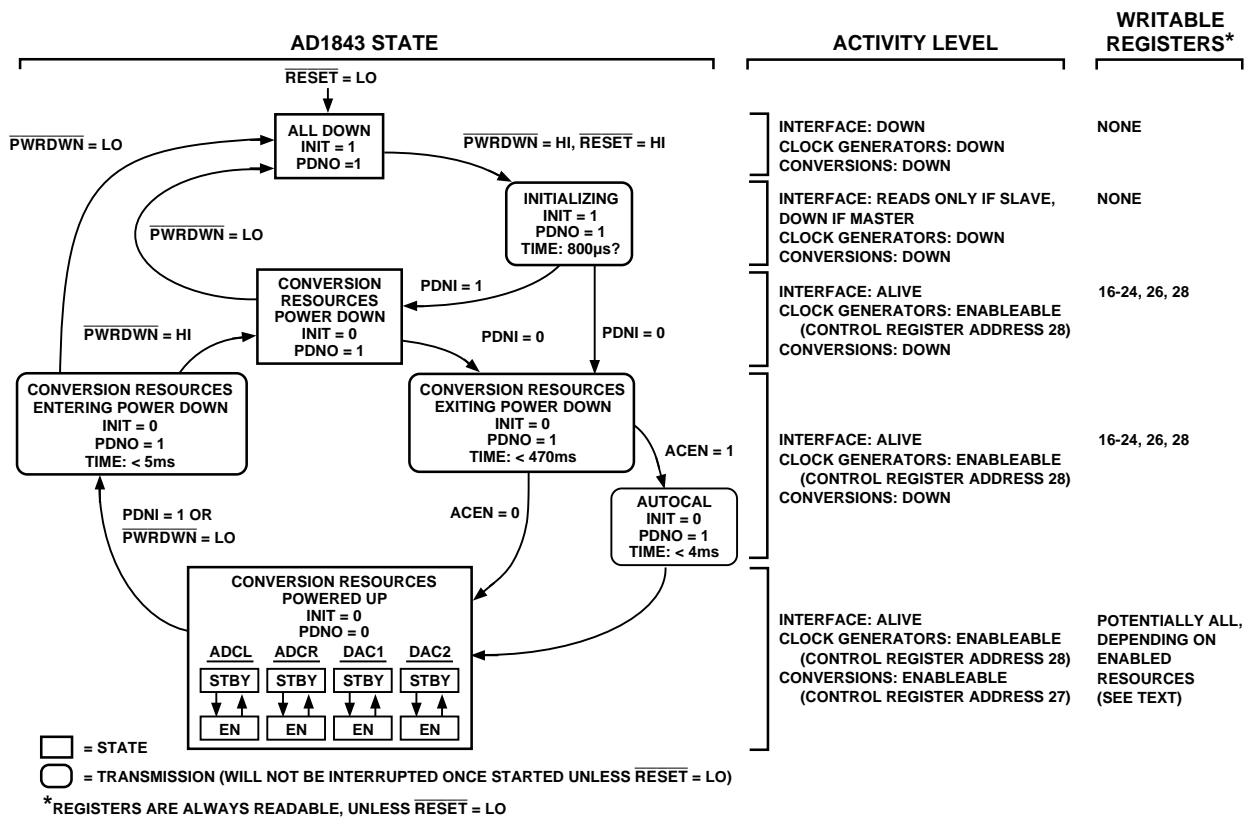 AD1843 STATE
ACTIVITY LEVEL
WRITABLE
REGISTERS*
RESET = LO
ALL DOWN
INIT = 1
PDNO =1
PWRDWN = LO
PWRDWN = HI, RESET = HI
INTERFACE: DOWN
CLOCK GENERATORS: DOWN
CONVERSIONS: DOWN
NONE
INITIALIZING
INIT = 1
PDNO = 1
TIME: 800µs?
INTERFACE: READS ONLY IF SLAVE,
DOWN IF MASTER
CLOCK GENERATORS: DOWN
CONVERSIONS: DOWN
NONE
PWRDWN = LO
CONVERSION
RESOURCES
POWER DOWN
INIT = 0
PDNO = 1
PDNI = 1
PWRDWN = HI
PDNI = 0
PDNI = 0
INTERFACE: ALIVE
CLOCK GENERATORS: ENABLEABLE
(CONTROL REGISTER ADDRESS 28)
CONVERSIONS: DOWN
16-24, 26, 28
CONVERSION RESOURCES
ENTERING POWER DOWN
INIT = 0
PDNO = 1
TIME: < 5ms
CONVERSION RESOURCES
EXITING POWER DOWN
INIT = 0
PDNO = 1
TIME: < 470ms
ACEN = 1
INTERFACE: ALIVE
CLOCK GENERATORS: ENABLEABLE
(CONTROL REGISTER ADDRESS 28)
CONVERSIONS: DOWN
16-24, 26, 28
PDNI = 1 OR
PWRDWN = LO
ACEN = 0
AUTOCAL
INIT = 0
PDNO = 1
TIME: < 4ms
CONVERSION RESOURCES
POWERED UP
INIT = 0
PDNO = 0
ADCL ADCR DAC1 DAC2
STBY STBY STBY STBY
EN EN EN EN
INTERFACE: ALIVE
CLOCK GENERATORS: ENABLEABLE
(CONTROL REGISTER ADDRESS 28)
CONVERSIONS: ENABLEABLE
(CONTROL REGISTER ADDRESS 27)
POTENTIALLY ALL,
DEPENDING ON
ENABLED
RESOURCES
(SEE TEXT)
= STATE
= TRANSMISSION (WILL NOT BE INTERRUPTED ONCE STARTED UNLESS RESET = LO)
*REGISTERS ARE ALWAYS READABLE, UNLESS RESET = LO